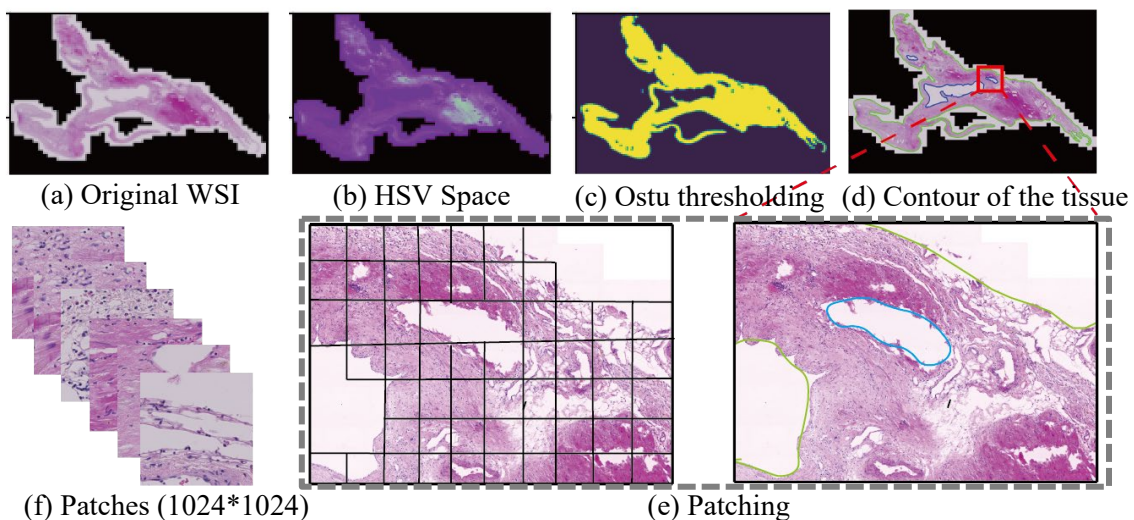 (a) Original WSI
(b) HSV Space
(c) Ostu thresholding
(d) Contour of the tissue
(f) Patches (1024*1024)
(e) Patching